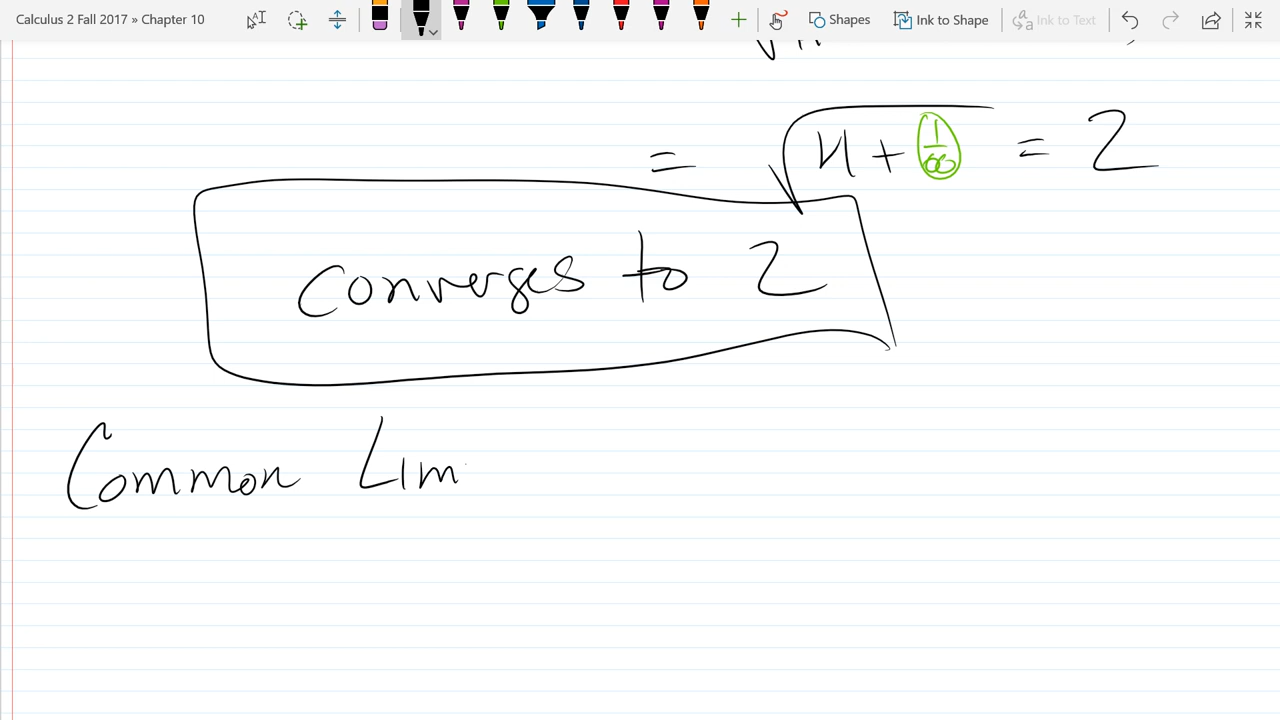 Calculus 2 Fall 2017 » Chapter 10 Shapes Ink to Shape Ink to Text
= √4 + 1/∞ = 2
Converges to 2
Common Lim